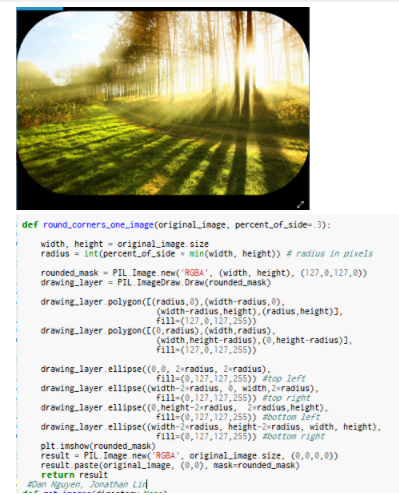 def round_corners_one_image(original_image, percent_of_side=.3):
width, height = original_image.size
radius = int(percent_of_side * min(width, height)) # radius in pixels
rounded_mask = PIL.Image.new('RGBA', (width, height), (127,0,127,0))
drawing_layer = PIL.ImageDraw.Draw(rounded_mask)
drawing_layer.polygon([(radius,0),(width-radius,0),
(width-radius,height),(radius,height)],
fill=(127,0,127,255))
drawing_layer.polygon([(0,radius),(width,radius),
(width,height-radius),(0,height-radius)],
fill=(127,0,127,255))
drawing_layer.ellipse((0,0, 2*radius, 2*radius),
fill=(0,127,127,255)) #top left
drawing_layer.ellipse((width-2*radius, 0, width,2*radius),
fill=(0,127,127,255)) #top right
drawing_layer.ellipse((0,height-2*radius, 2*radius,height),
fill=(0,127,127,255)) #bottom left
drawing_layer.ellipse((width-2*radius, height-2*radius, width, height),
fill=(0,127,127,255)) #bottom right
plt.imshow(rounded_mask)
result = PIL.Image.new('RGBA', original_image.size, (0,0,0,0))
result.paste(original_image, (0,0), mask=rounded_mask)
return result
#Dan Nguyen, Jonathan Lin